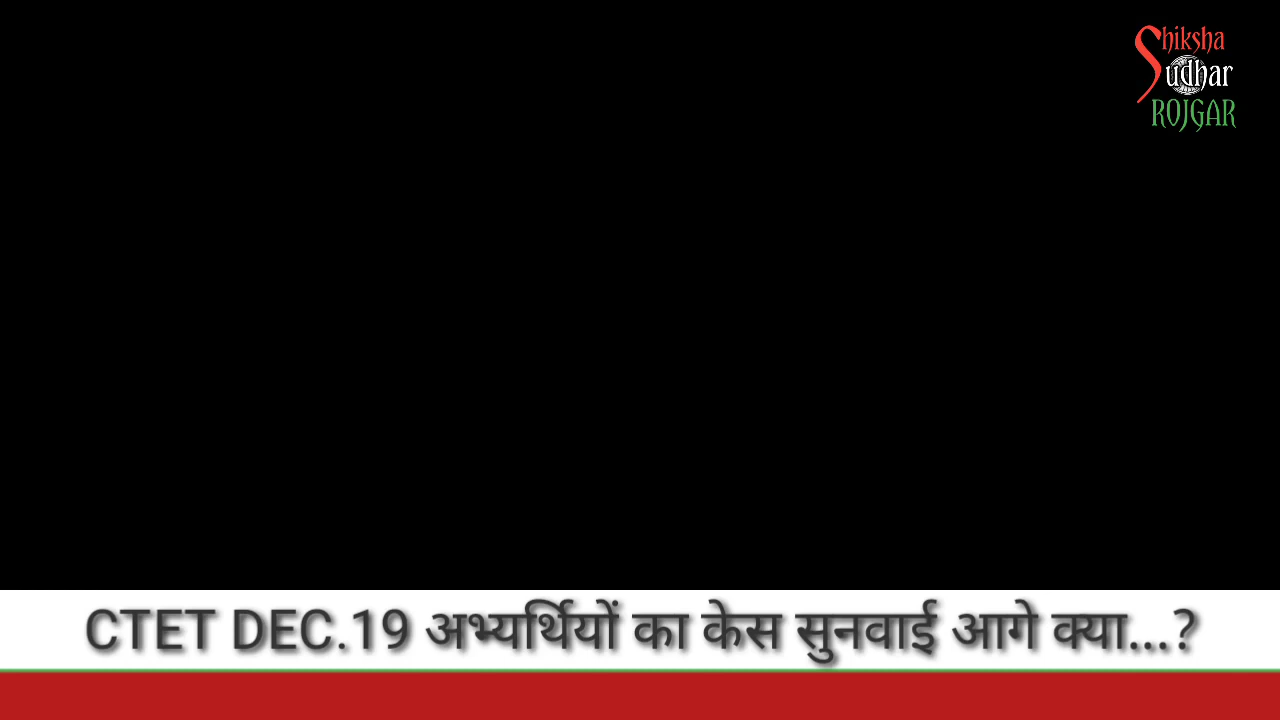 Shiksha
Sudhar
ROJGAR
CTET DEC.19 अभ्यर्थियों का केस सुनवाई आगे क्या...?